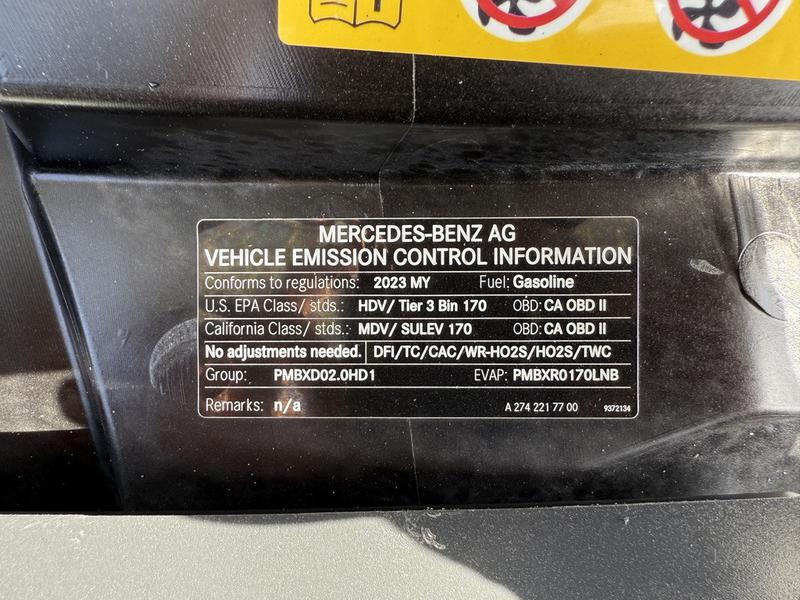 MERCEDES-BENZ AG
VEHICLE EMISSION CONTROL INFORMATION
Conforms to regulations: 2023 MY Fuel: Gasoline
U.S. EPA Class/ stds.: HDV/ Tier 3 Bin 170 OBD: CA OBD II
California Class/ stds.: MDV/ SULEV 170 OBD: CA OBD II
No adjustments needed. DFI/TC/CAC/WR-HO2S/HO2S/TWC
Group: PMBXD02.0HD1 EVAP: PMBXR0170LNB
Remarks: n/a A 274 221 77 00 9372134